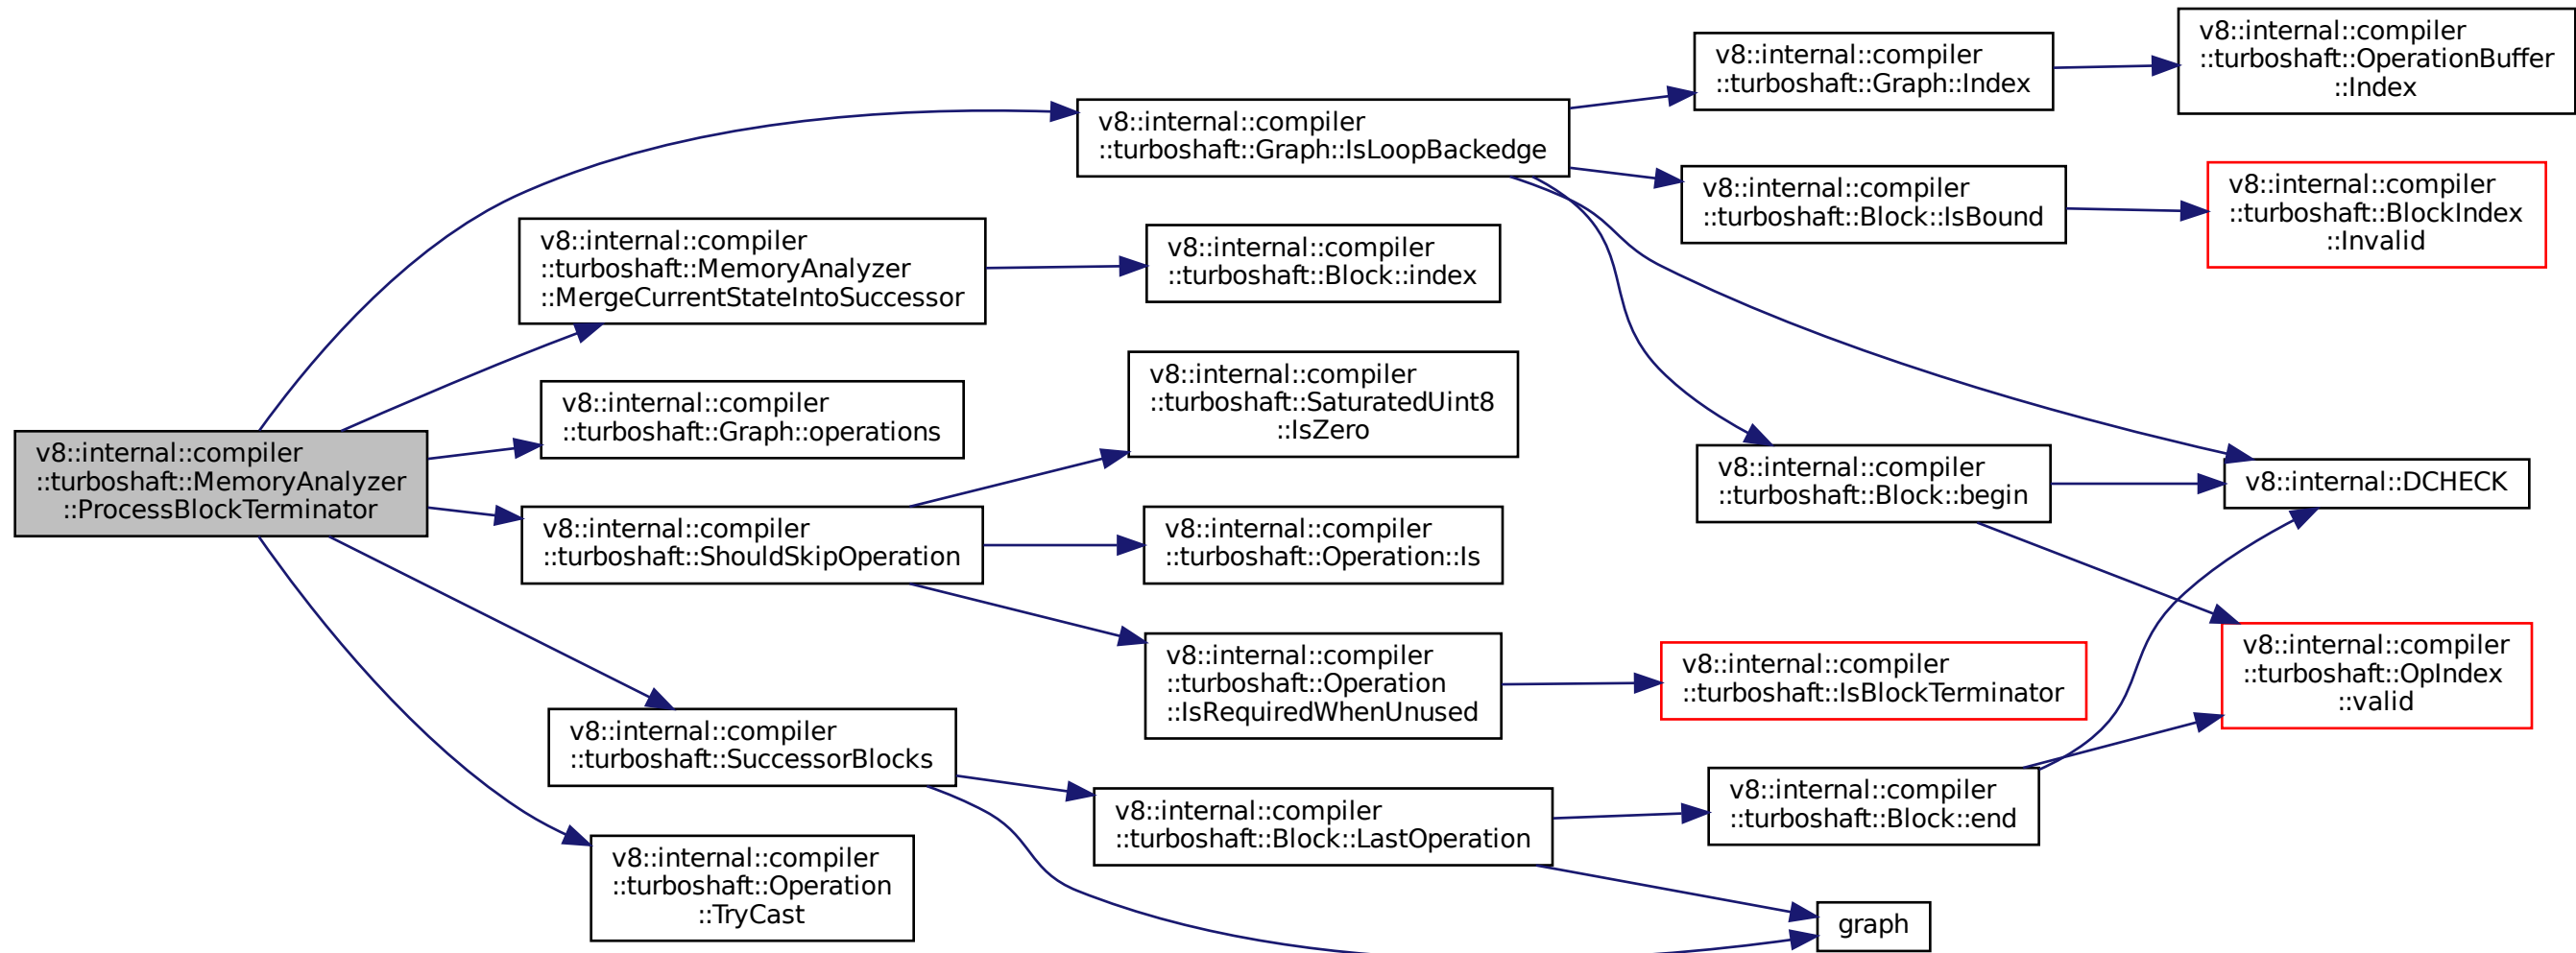 v8::internal::compiler
::turboshaft::MemoryAnalyzer
::ProcessBlockTerminator
v8::internal::compiler
::turboshaft::Graph::IsLoopBackedge
v8::internal::compiler
::turboshaft::Graph::Index
v8::internal::compiler
::turboshaft::OperationBuffer
::Index
v8::internal::compiler
::turboshaft::Block::IsBound
v8::internal::compiler
::turboshaft::BlockIndex
::Invalid
v8::internal::compiler
::turboshaft::MemoryAnalyzer
::MergeCurrentStateIntoSuccessor
v8::internal::compiler
::turboshaft::Block::index
v8::internal::compiler
::turboshaft::Graph::operations
v8::internal::compiler
::turboshaft::SaturatedUint8
::IsZero
v8::internal::compiler
::turboshaft::Block::begin
v8::internal::DCHECK
v8::internal::compiler
::turboshaft::ShouldSkipOperation
v8::internal::compiler
::turboshaft::Operation::Is
v8::internal::compiler
::turboshaft::Operation
::IsRequiredWhenUnused
v8::internal::compiler
::turboshaft::IsBlockTerminator
v8::internal::compiler
::turboshaft::OpIndex
::valid
v8::internal::compiler
::turboshaft::SuccessorBlocks
v8::internal::compiler
::turboshaft::Block::LastOperation
v8::internal::compiler
::turboshaft::Block::end
v8::internal::compiler
::turboshaft::Operation
::TryCast
graph